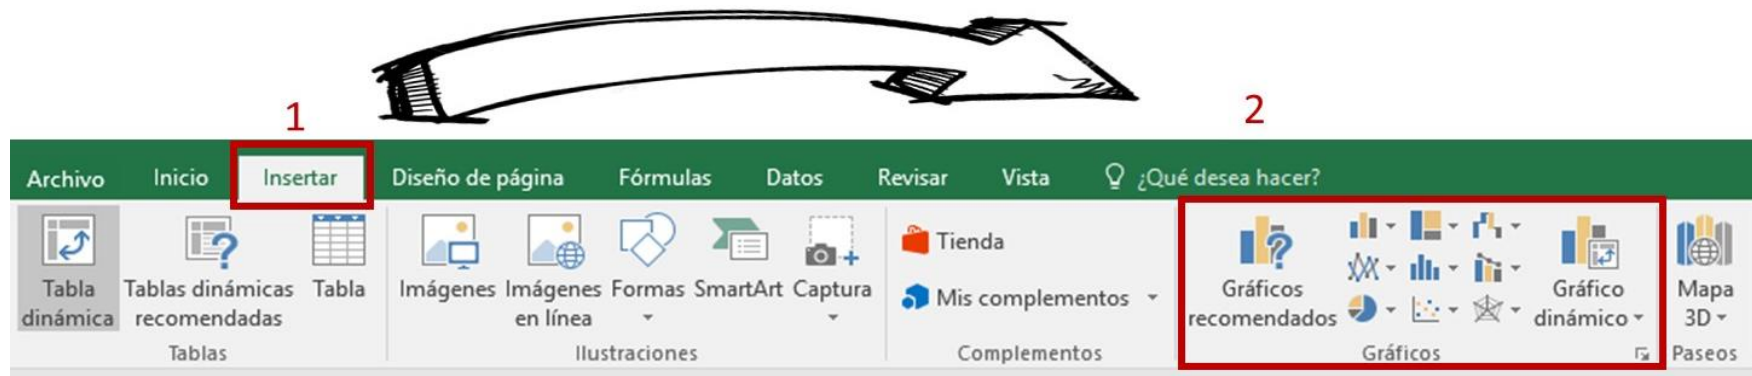 1
2
Archivo Inicio Insertar Diseño de página Fórmulas Datos Revisar Vista ¿Qué desea hacer?
Tabla dinámica
Tablas dinámicas recomendadas
Tabla
Tablas
Imágenes
Imágenes en línea
Formas
SmartArt
Captura
Ilustraciones
Tienda
Mis complementos
Complementos
Gráficos recomendados
Gráfico dinámico
Gráficos
Mapa 3D
Paseos